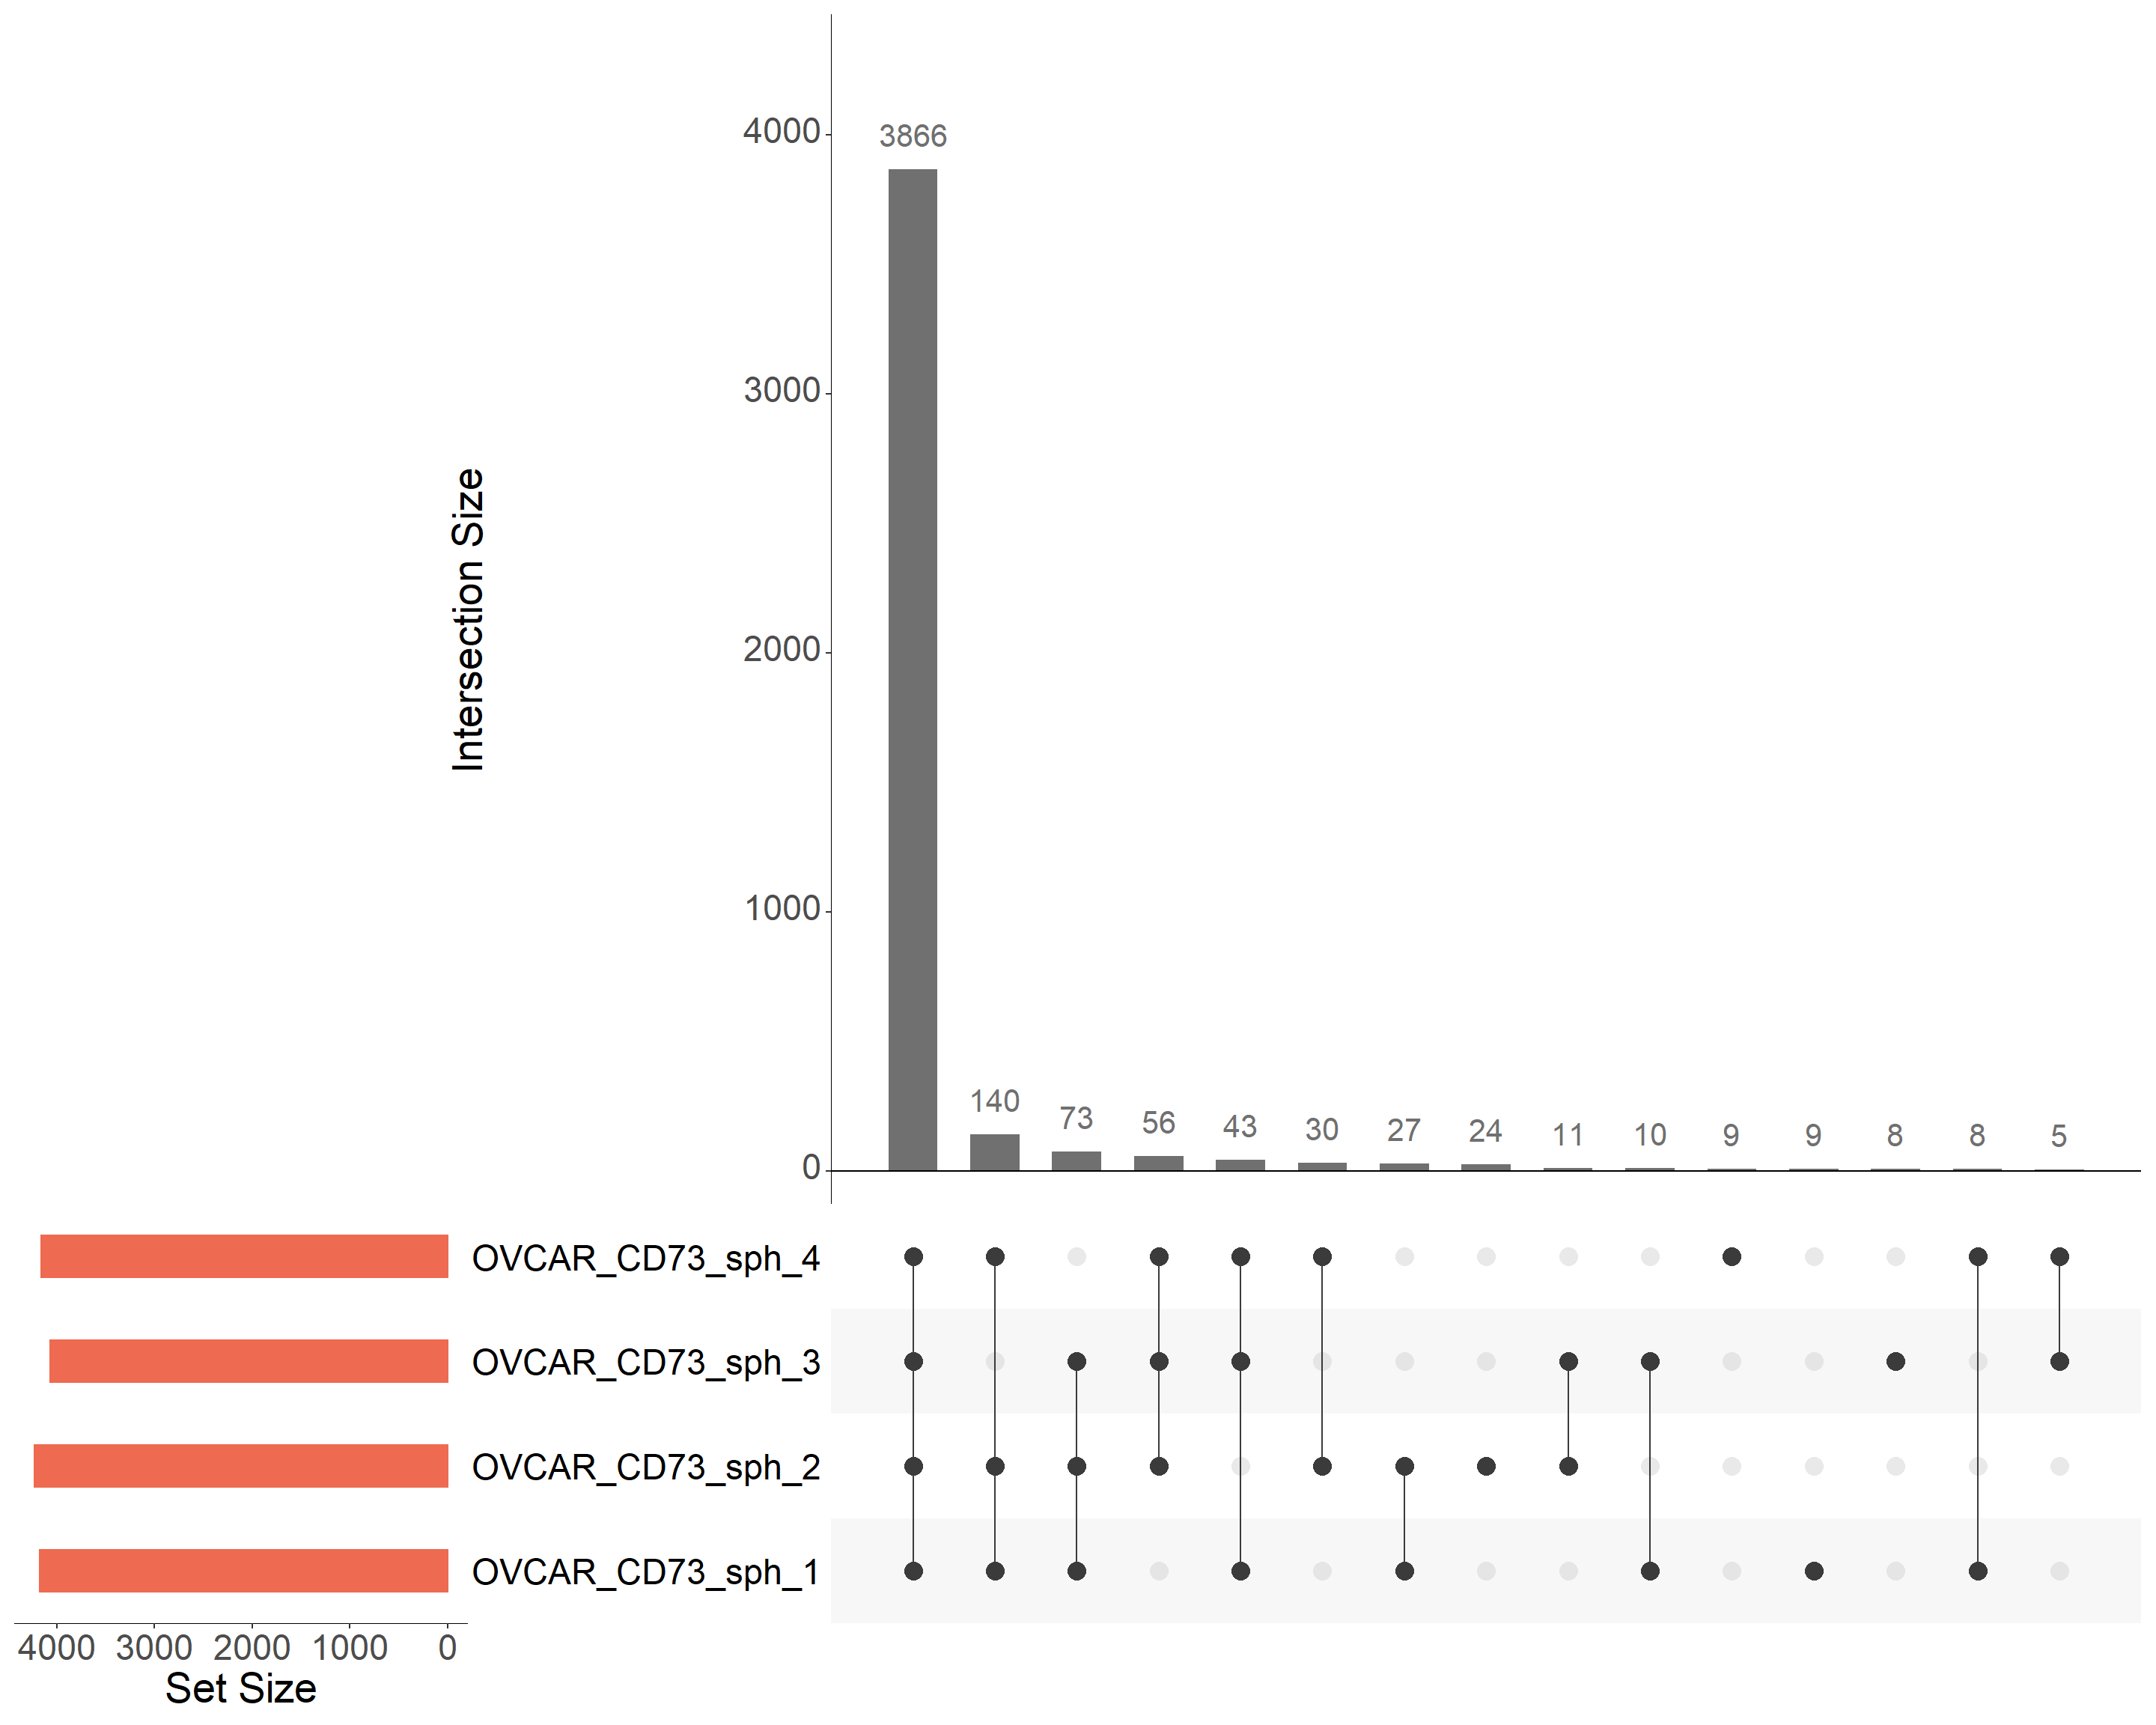 4000
3000
2000
1000
0
Intersection Size
3866
140
73
56
43
30
27
24
11
10
9
9
8
8
5
OVCAR_CD73_sph_4
OVCAR_CD73_sph_3
OVCAR_CD73_sph_2
OVCAR_CD73_sph_1
4000 3000 2000 1000 0
Set Size